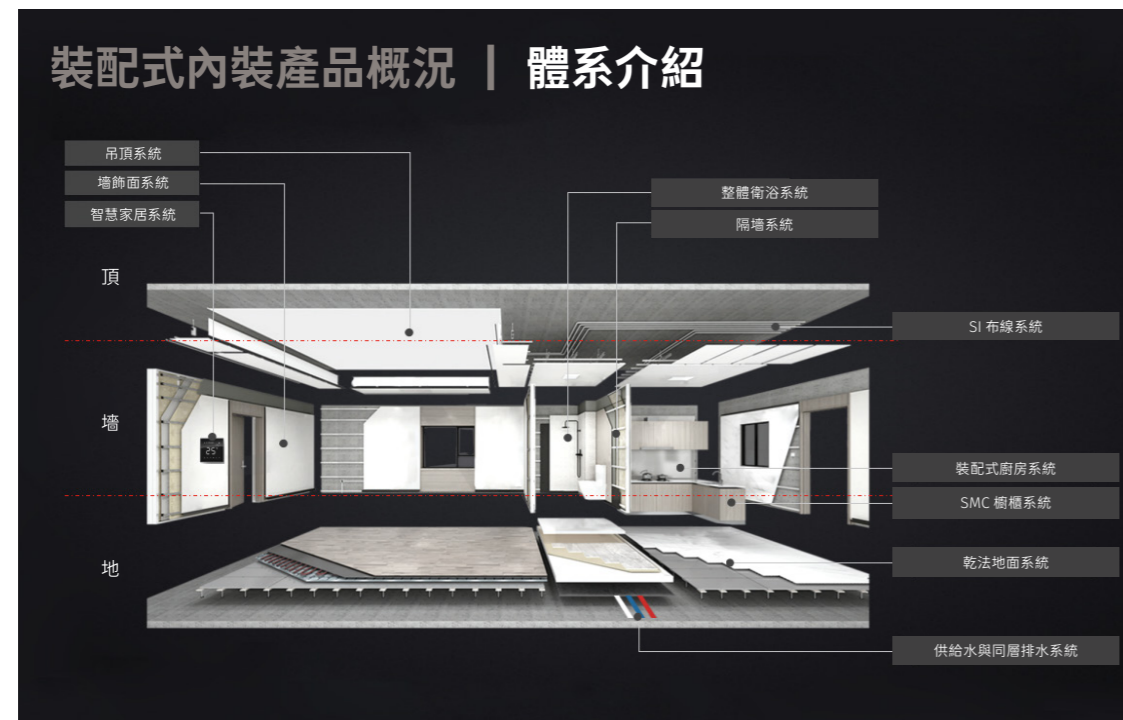 裝配式內裝產品概況 | 體系介紹
吊頂系統
墻飾面系統
智慧家居系統
整體衛浴系統
隔墻系統
頂
SI 布線系統
墻
25°
裝配式廚房系統
SMC 櫥櫃系統
地
乾法地面系統
供給水與同層排水系統